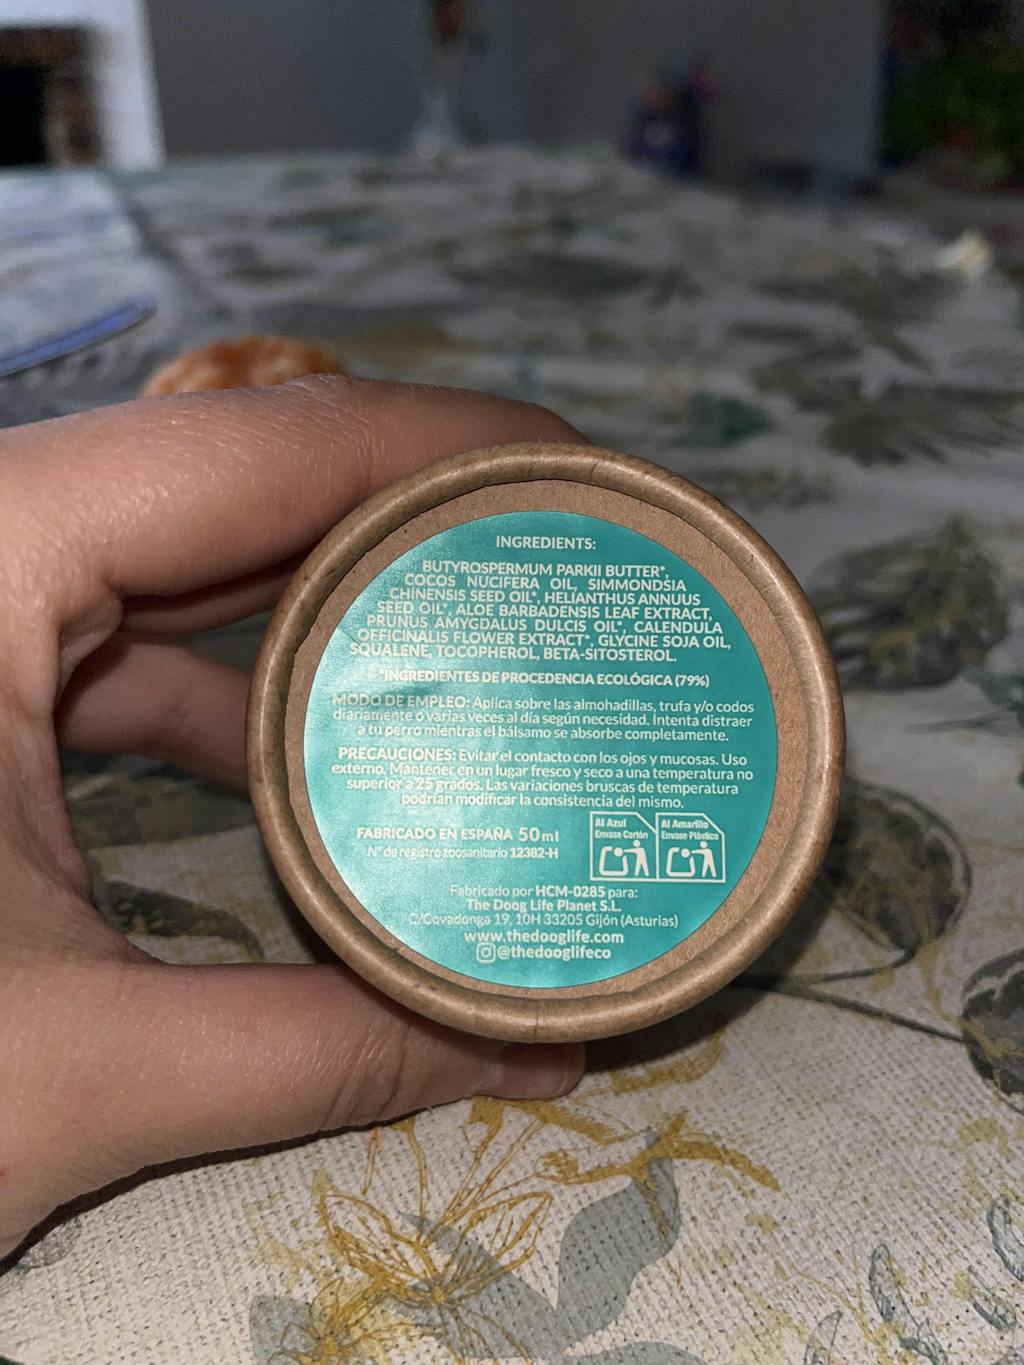 INGREDIENTS:
BUTYROSPERMUM PARKII BUTTER*,
COCOS NUCIFERA OIL, SIMMONDSIA
CHINENSIS SEED OIL*, HELIANTHUS ANNUUS
SEED OIL*, ALOE BARBADENSIS LEAF EXTRACT,
PRUNUS AMYGDALUS DULCIS OIL*, CALENDULA
OFFICINALIS FLOWER EXTRACT*, GLYCINE SOJA OIL,
SQUALENE, TOCOPHEROL, BETA-SITOSTEROL.
*INGREDIENTES DE PROCEDENCIA ECOLÓGICA (79%)
MODO DE EMPLEO: Aplica sobre las almohadillas, trufa y/o codos
diariamente o varias veces al día según necesidad. Intenta distraer
a tu perro mientras el bálsamo se absorbe completamente.
PRECAUCIONES: Evitar el contacto con los ojos y mucosas. Uso
externo. Mantener en un lugar fresco y seco a una temperatura no
superior a 25 grados. Las variaciones bruscas de temperatura
podrían modificar la consistencia del mismo.
FABRICADO EN ESPAÑA 50ml
Nº de registro zoosanitario 12382-H
Al Azul
Envase Cartón
Al Amarillo
Envase Plástico
Fabricado por HCM-0285 para:
The Doog Life Planet S.L.
C/Covadonga 19, 10H 33205 Gijón (Asturias)
www.thedooglife.com
@thedooglifeco